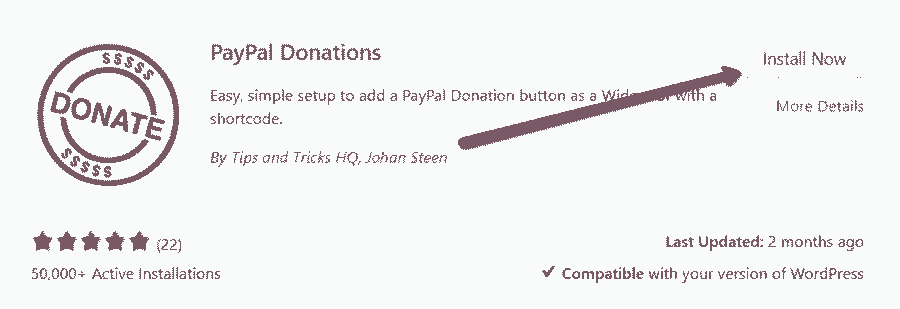 $$$$$
DONATE
$$$$$
PayPal Donations
Easy, simple setup to add a PayPal Donation button as a Widget or with a
shortcode.
By Tips and Tricks HQ, Johan Steen
Install Now
More Details
(22)
50,000+ Active Installations
Last Updated: 2 months ago
Compatible with your version of WordPress